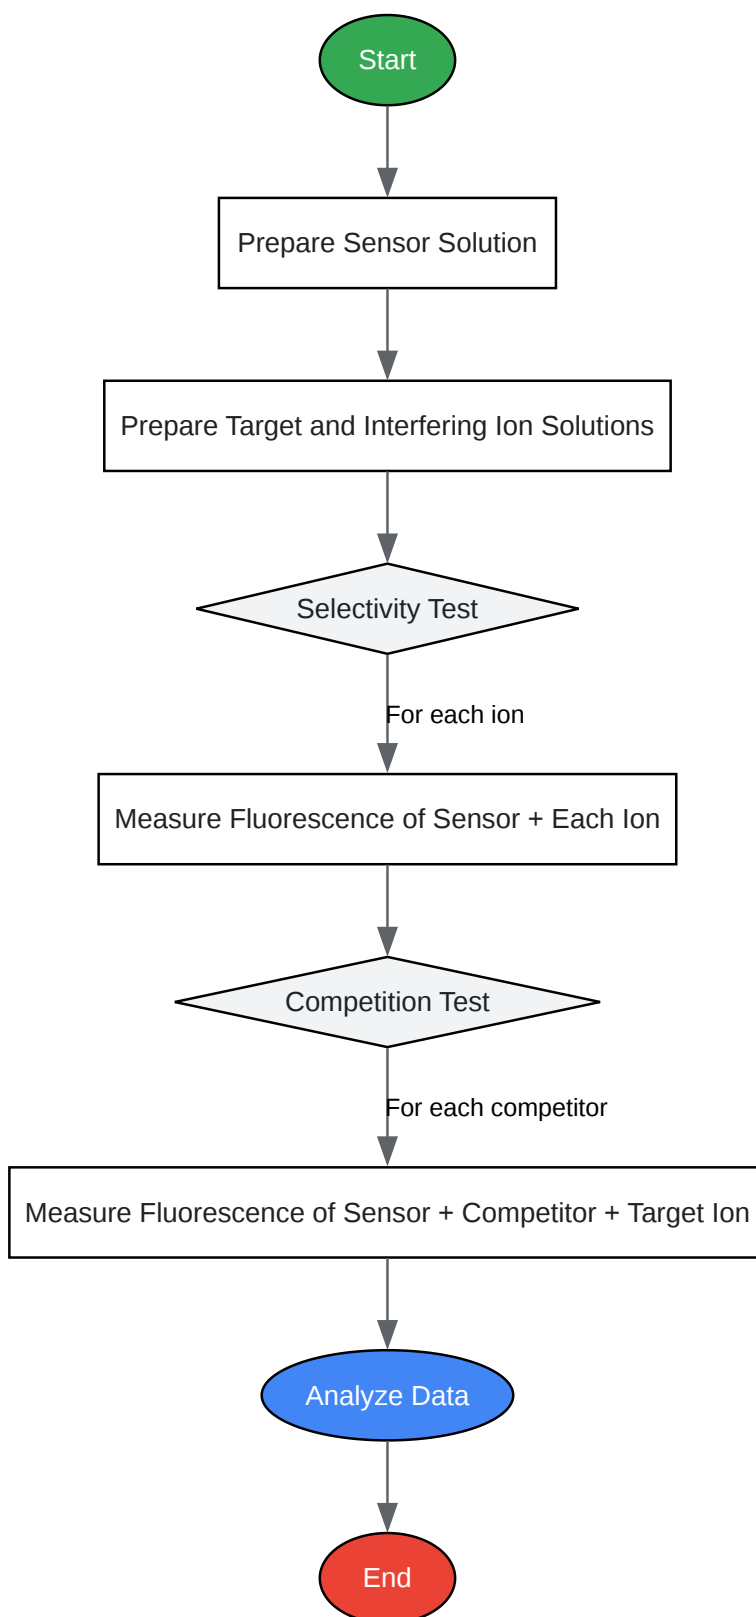 Start
Prepare Sensor Solution
Prepare Target and Interfering Ion Solutions
Selectivity Test
For each ion
Measure Fluorescence of Sensor + Each Ion
Competition Test
For each competitor
Measure Fluorescence of Sensor + Competitor + Target Ion
Analyze Data
End